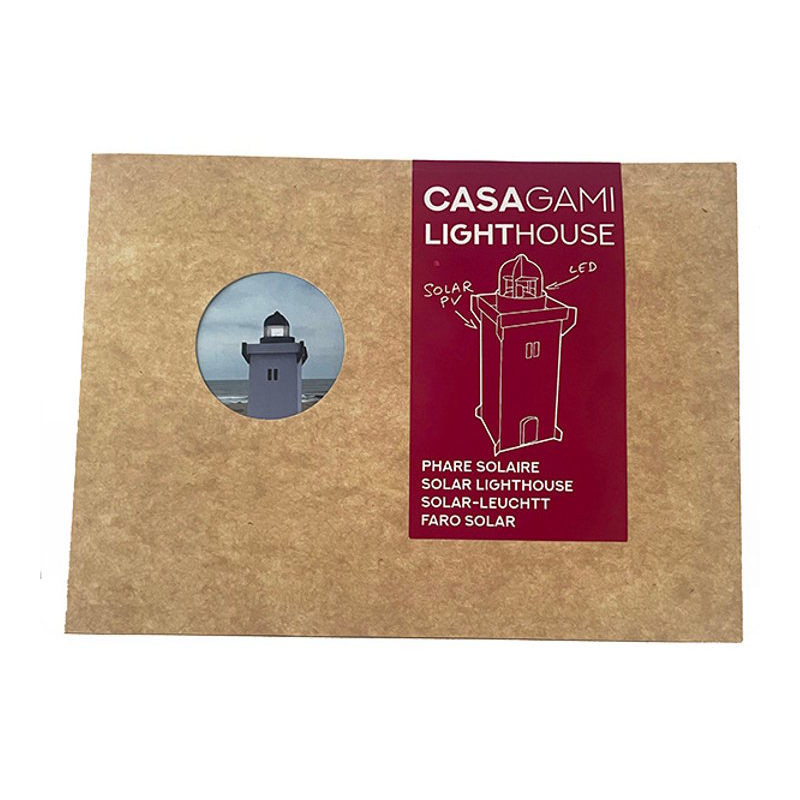 CASAGAMI
LIGHTHOUSE
LED
SOLAR
PV
PHARE SOLAIRE
SOLAR LIGHTHOUSE
SOLAR-LEUCHTT
FARO SOLAR